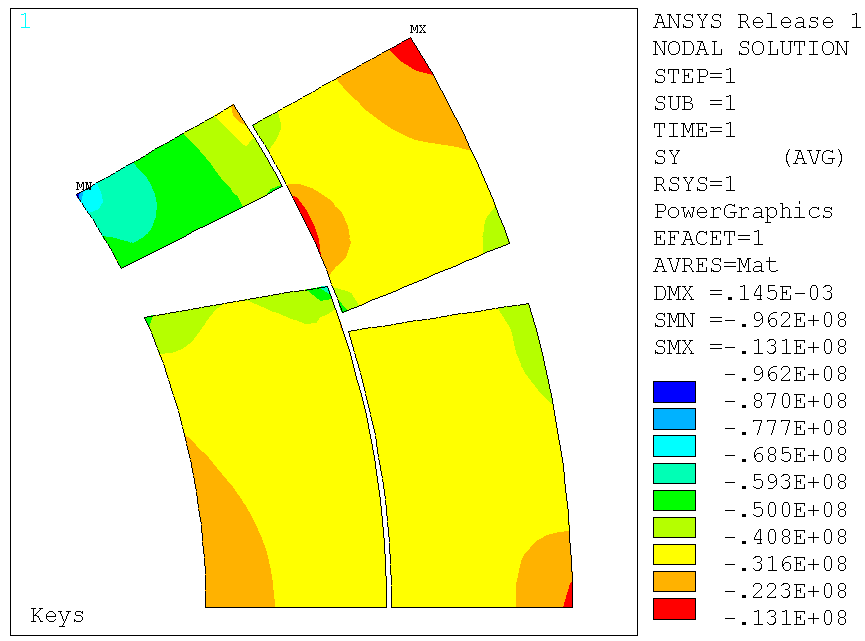 1
MX
MN
Keys
ANSYS Release 1
NODAL SOLUTION
STEP=1
SUB =1
TIME=1
SY (AVG)
RSYS=1
PowerGraphics
EFACET=1
AVRES=Mat
DMX =.145E-03
SMN =-.962E+08
SMX =-.131E+08
-.962E+08
-.870E+08
-.777E+08
-.685E+08
-.593E+08
-.500E+08
-.408E+08
-.316E+08
-.223E+08
-.131E+08